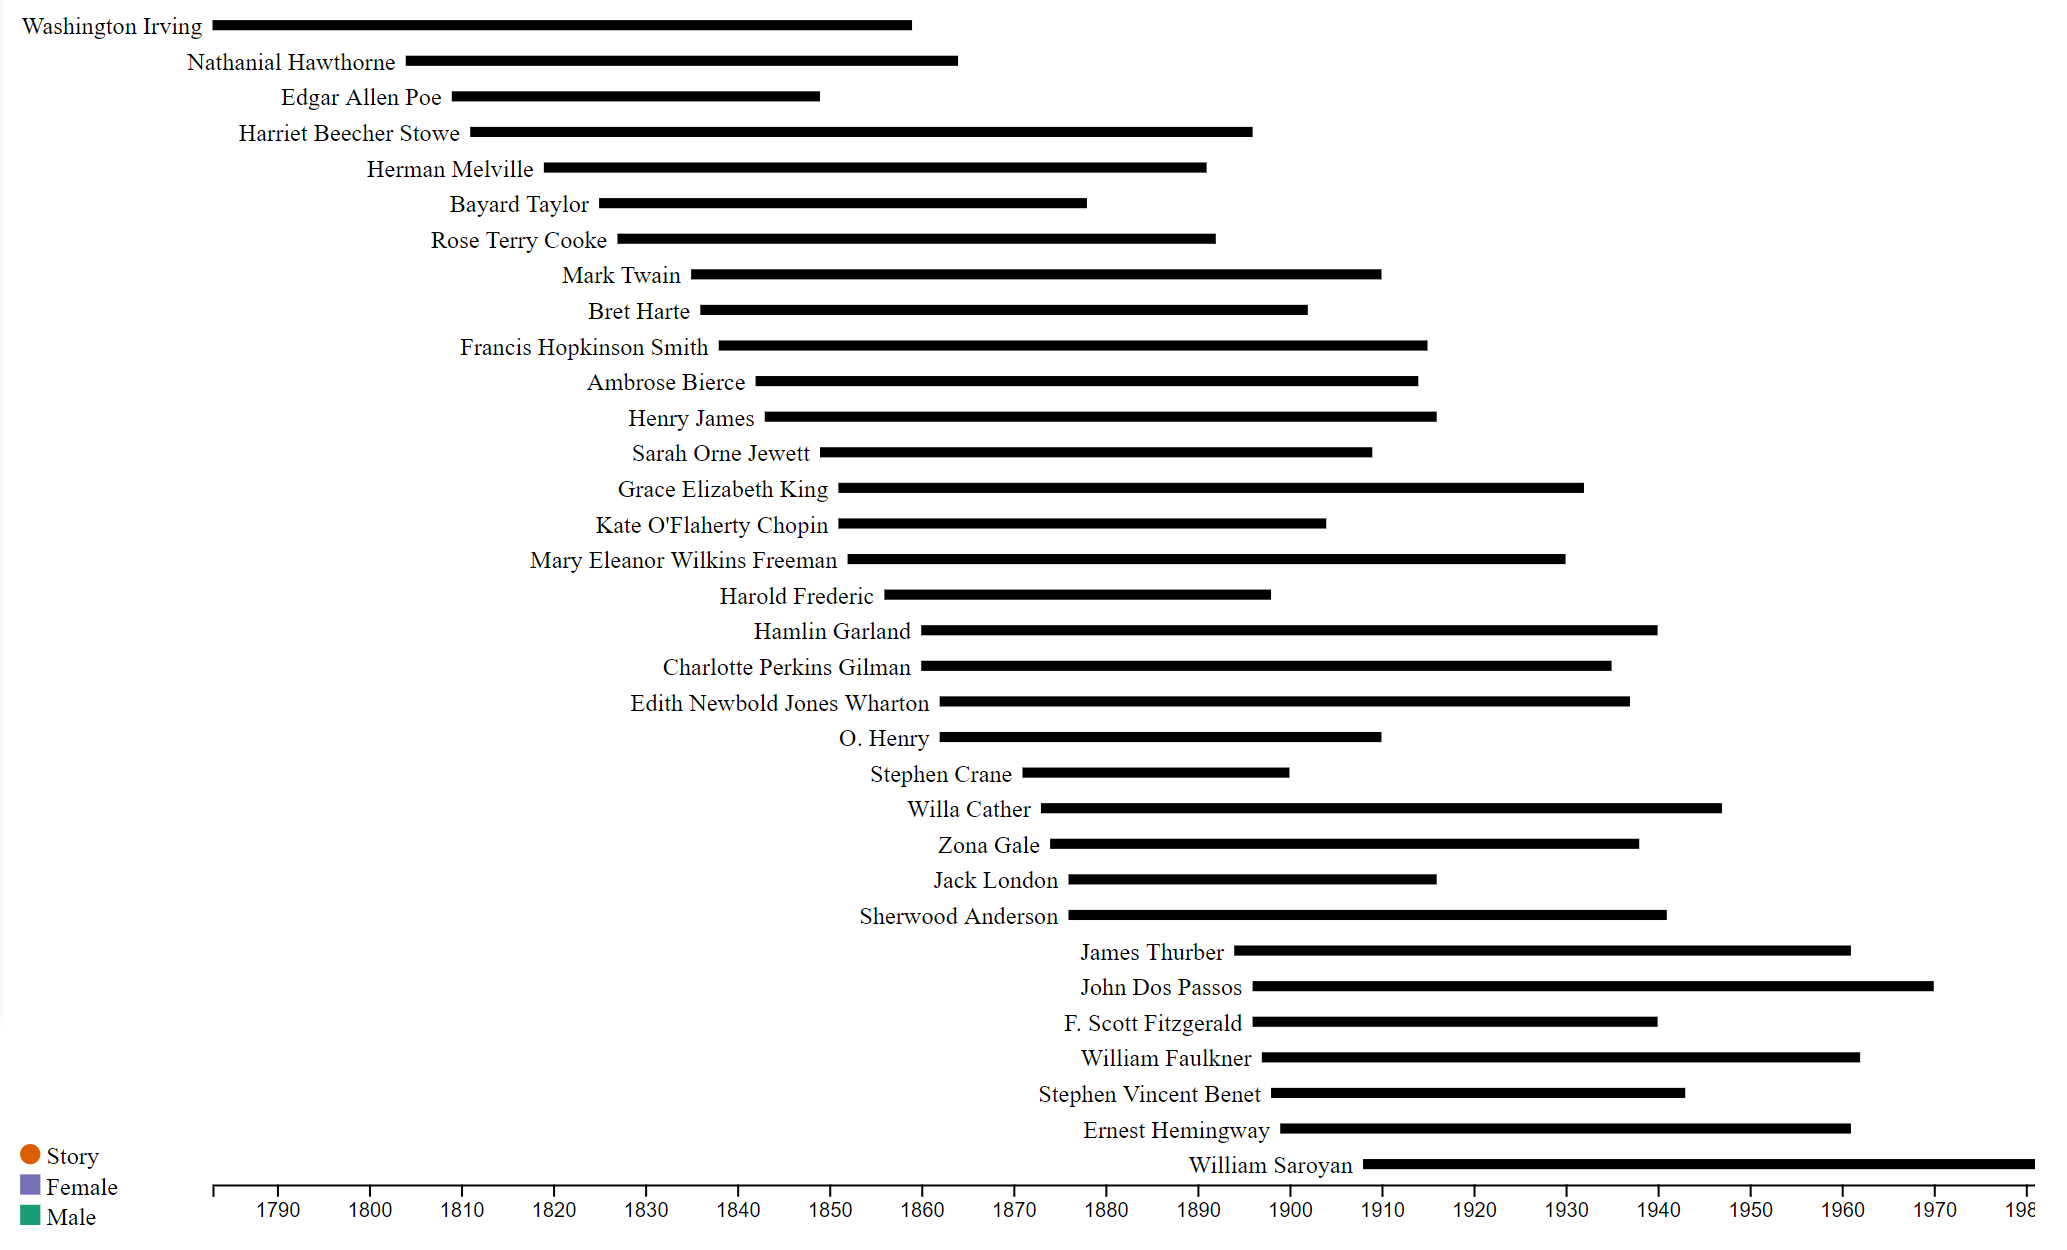 Washington Irving
Nathanial Hawthorne
Edgar Allen Poe
Harriet Beecher Stowe
Herman Melville
Bayard Taylor
Rose Terry Cooke
Mark Twain
Bret Harte
Francis Hopkinson Smith
Ambrose Bierce
Henry James
Sarah Orne Jewett
Grace Elizabeth King
Kate O'Flaherty Chopin
Mary Eleanor Wilkins Freeman
Harold Frederic
Hamlin Garland
Charlotte Perkins Gilman
Edith Newbold Jones Wharton
O. Henry
Stephen Crane
Willa Cather
Zona Gale
Jack London
Sherwood Anderson
James Thurber
John Dos Passos
F. Scott Fitzgerald
William Faulkner
Stephen Vincent Benet
Ernest Hemingway
William Saroyan
Story
Female
Male
1790 1800 1810 1820 1830 1840 1850 1860 1870 1880 1890 1900 1910 1920 1930 1940 1950 1960 1970 198